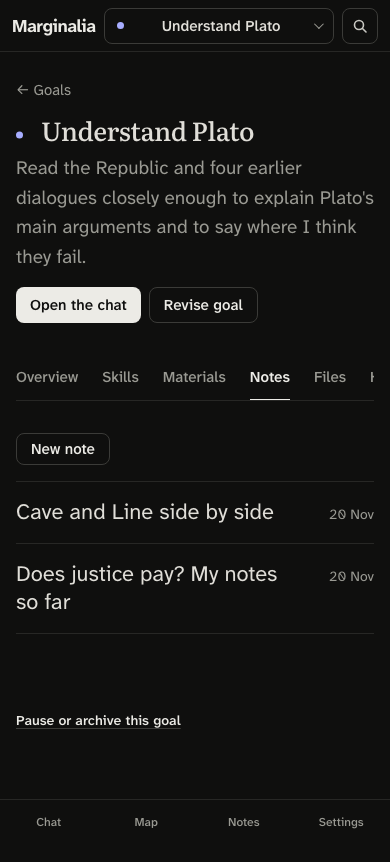 Marginalia
Understand Plato
← Goals
Understand Plato
Read the Republic and four earlier
dialogues closely enough to explain Plato's
main arguments and to say where I think
they fail.
Open the chat
Revise goal
Overview Skills Materials Notes Files
New note
Cave and Line side by side
20 Nov
Does justice pay? My notes
so far
20 Nov
Pause or archive this goal
Chat Map Notes Settings